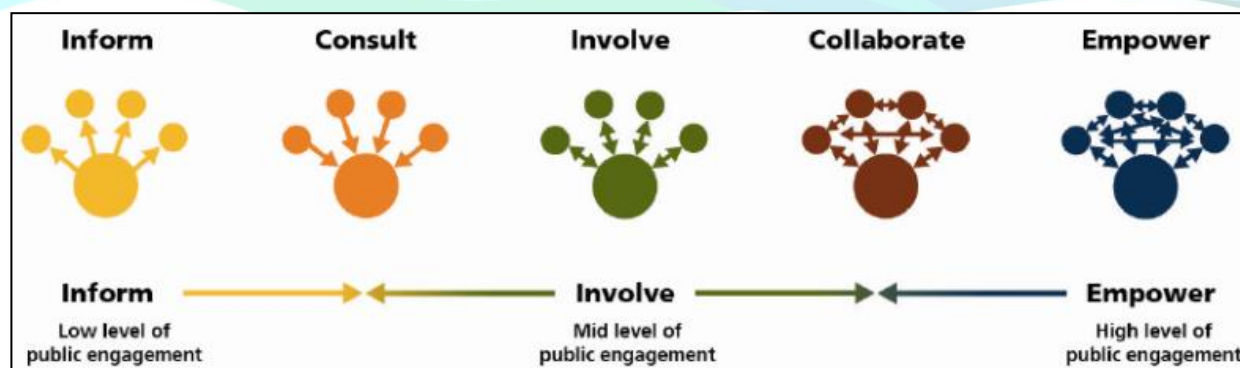 Inform Consult Involve Collaborate Empower
Inform Involve Empower
Low level of Mid level of High level of
public engagement public engagement public engagement